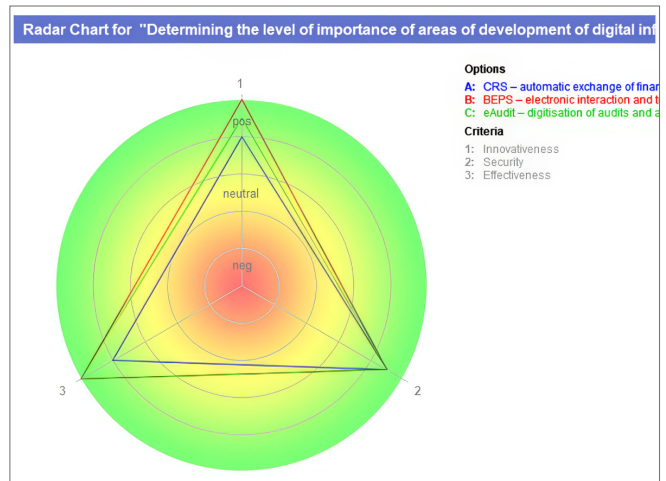 Radar Chart for "Determining the level of importance of areas of development of digital inf
Options
A: CRS – automatic exchange of finan
B: BEPS – electronic interaction and t
C: eAudit – digitisation of audits and a
Criteria
1: Innovativeness
2: Security
3: Effectiveness
1
pos
neutral
neg
3
2